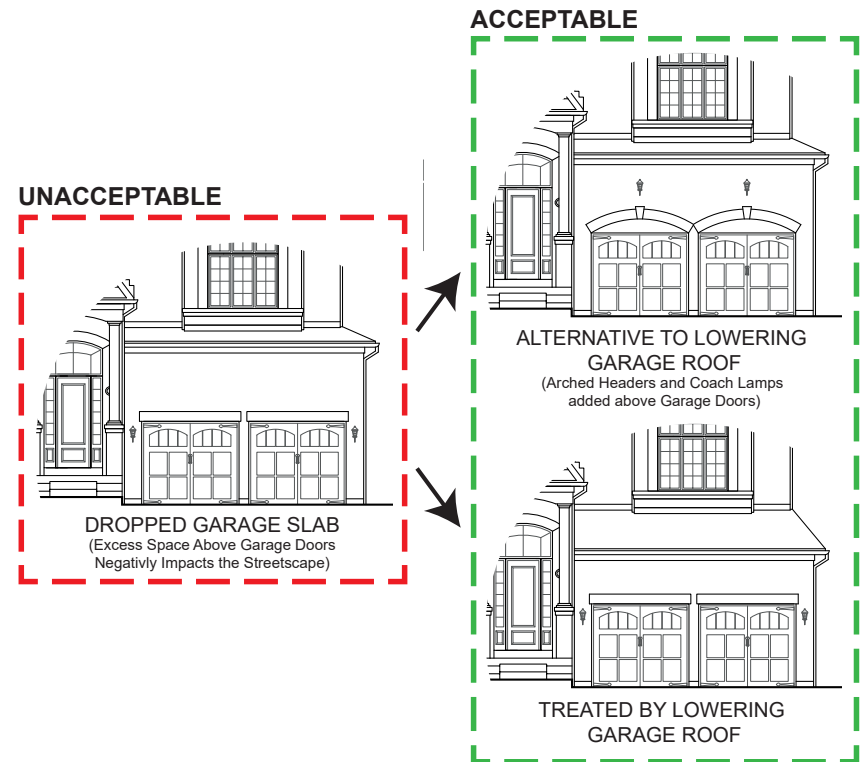 UNACCEPTABLE
DROPPED GARAGE SLAB
(Excess Space Above Garage Doors
Negativly Impacts the Streetscape)
ACCEPTABLE
ALTERNATIVE TO LOWERING
GARAGE ROOF
(Arched Headers and Coach Lamps
added above Garage Doors)
TREATED BY LOWERING
GARAGE ROOF